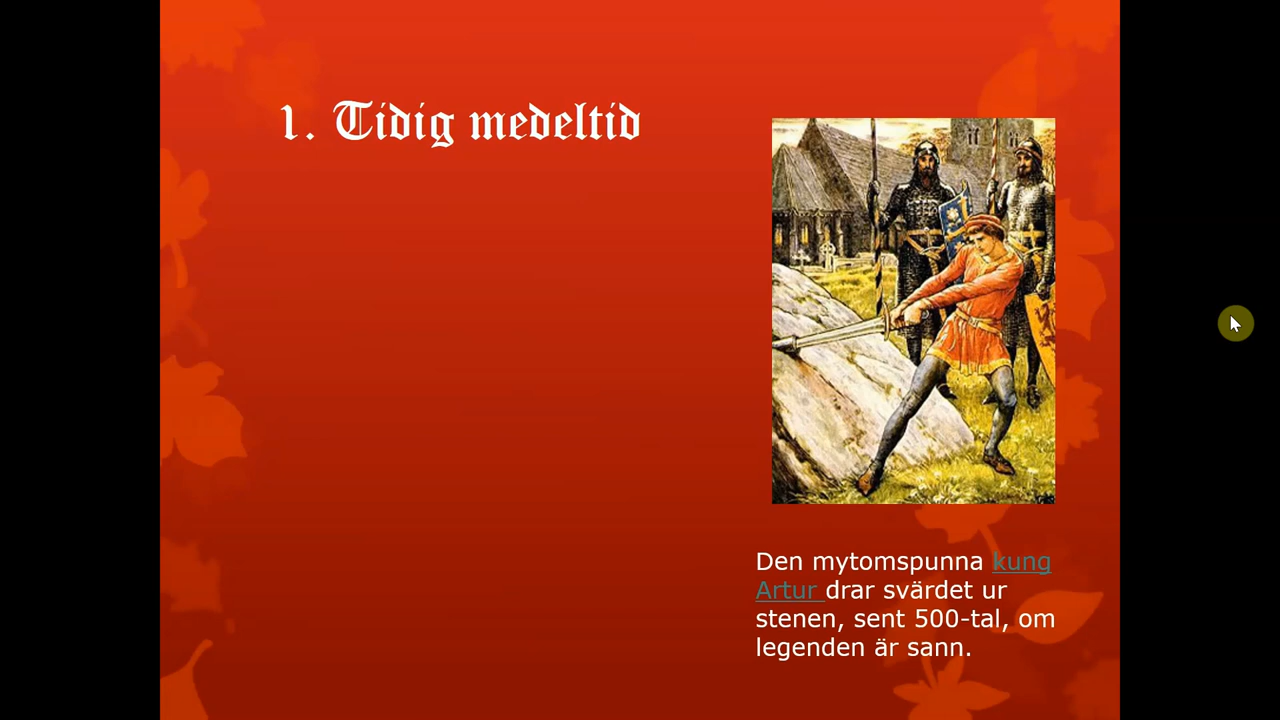 1. Tidig medeltid
Den mytomspunna kung
Artur drar svärdet ur
stenen, sent 500-tal, om
legenden är sann.